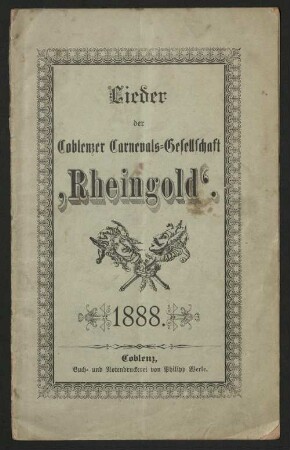 Lieder
der
Coblenzer Carnevals-Gesellschaft
„Rheingold“.
1888.
Coblenz,
Buch- und Notendruckerei von Philipp Werle.